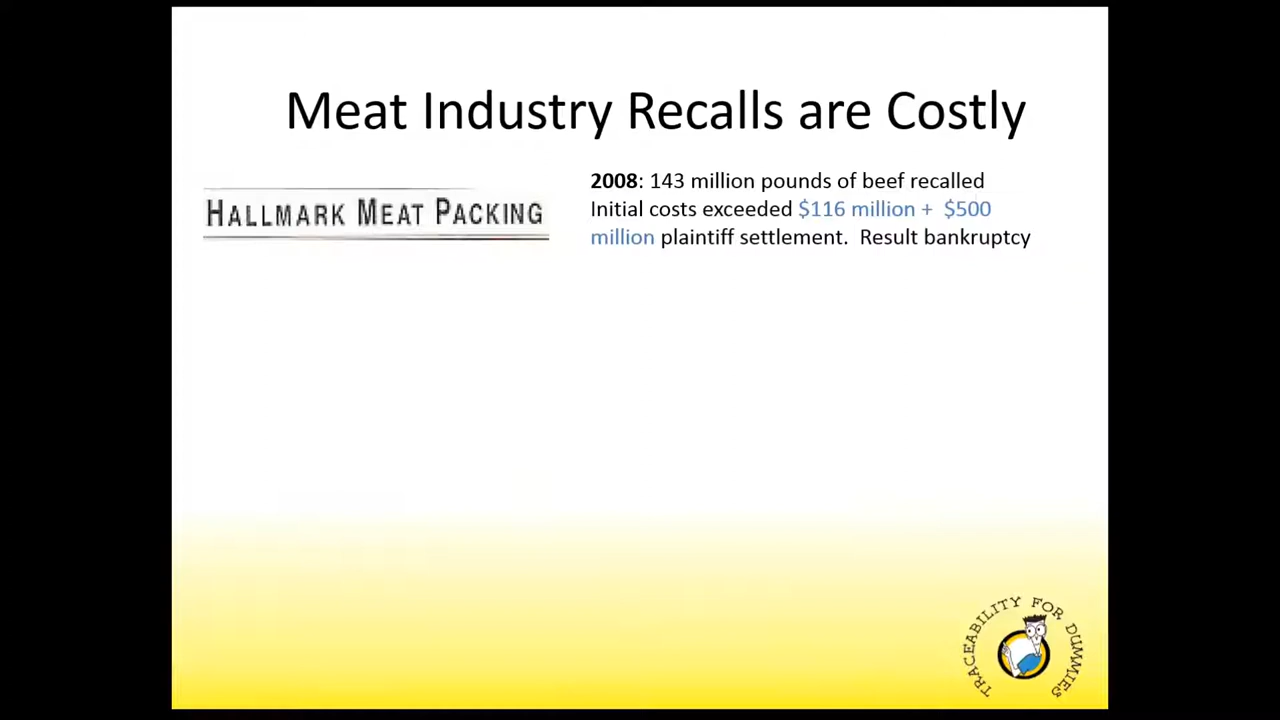 Meat Industry Recalls are Costly
HALLMARK MEAT PACKING
2008: 143 million pounds of beef recalled
Initial costs exceeded $116 million + $500
million plaintiff settlement. Result bankruptcy
TRACEABILITY FOR DUMMIES